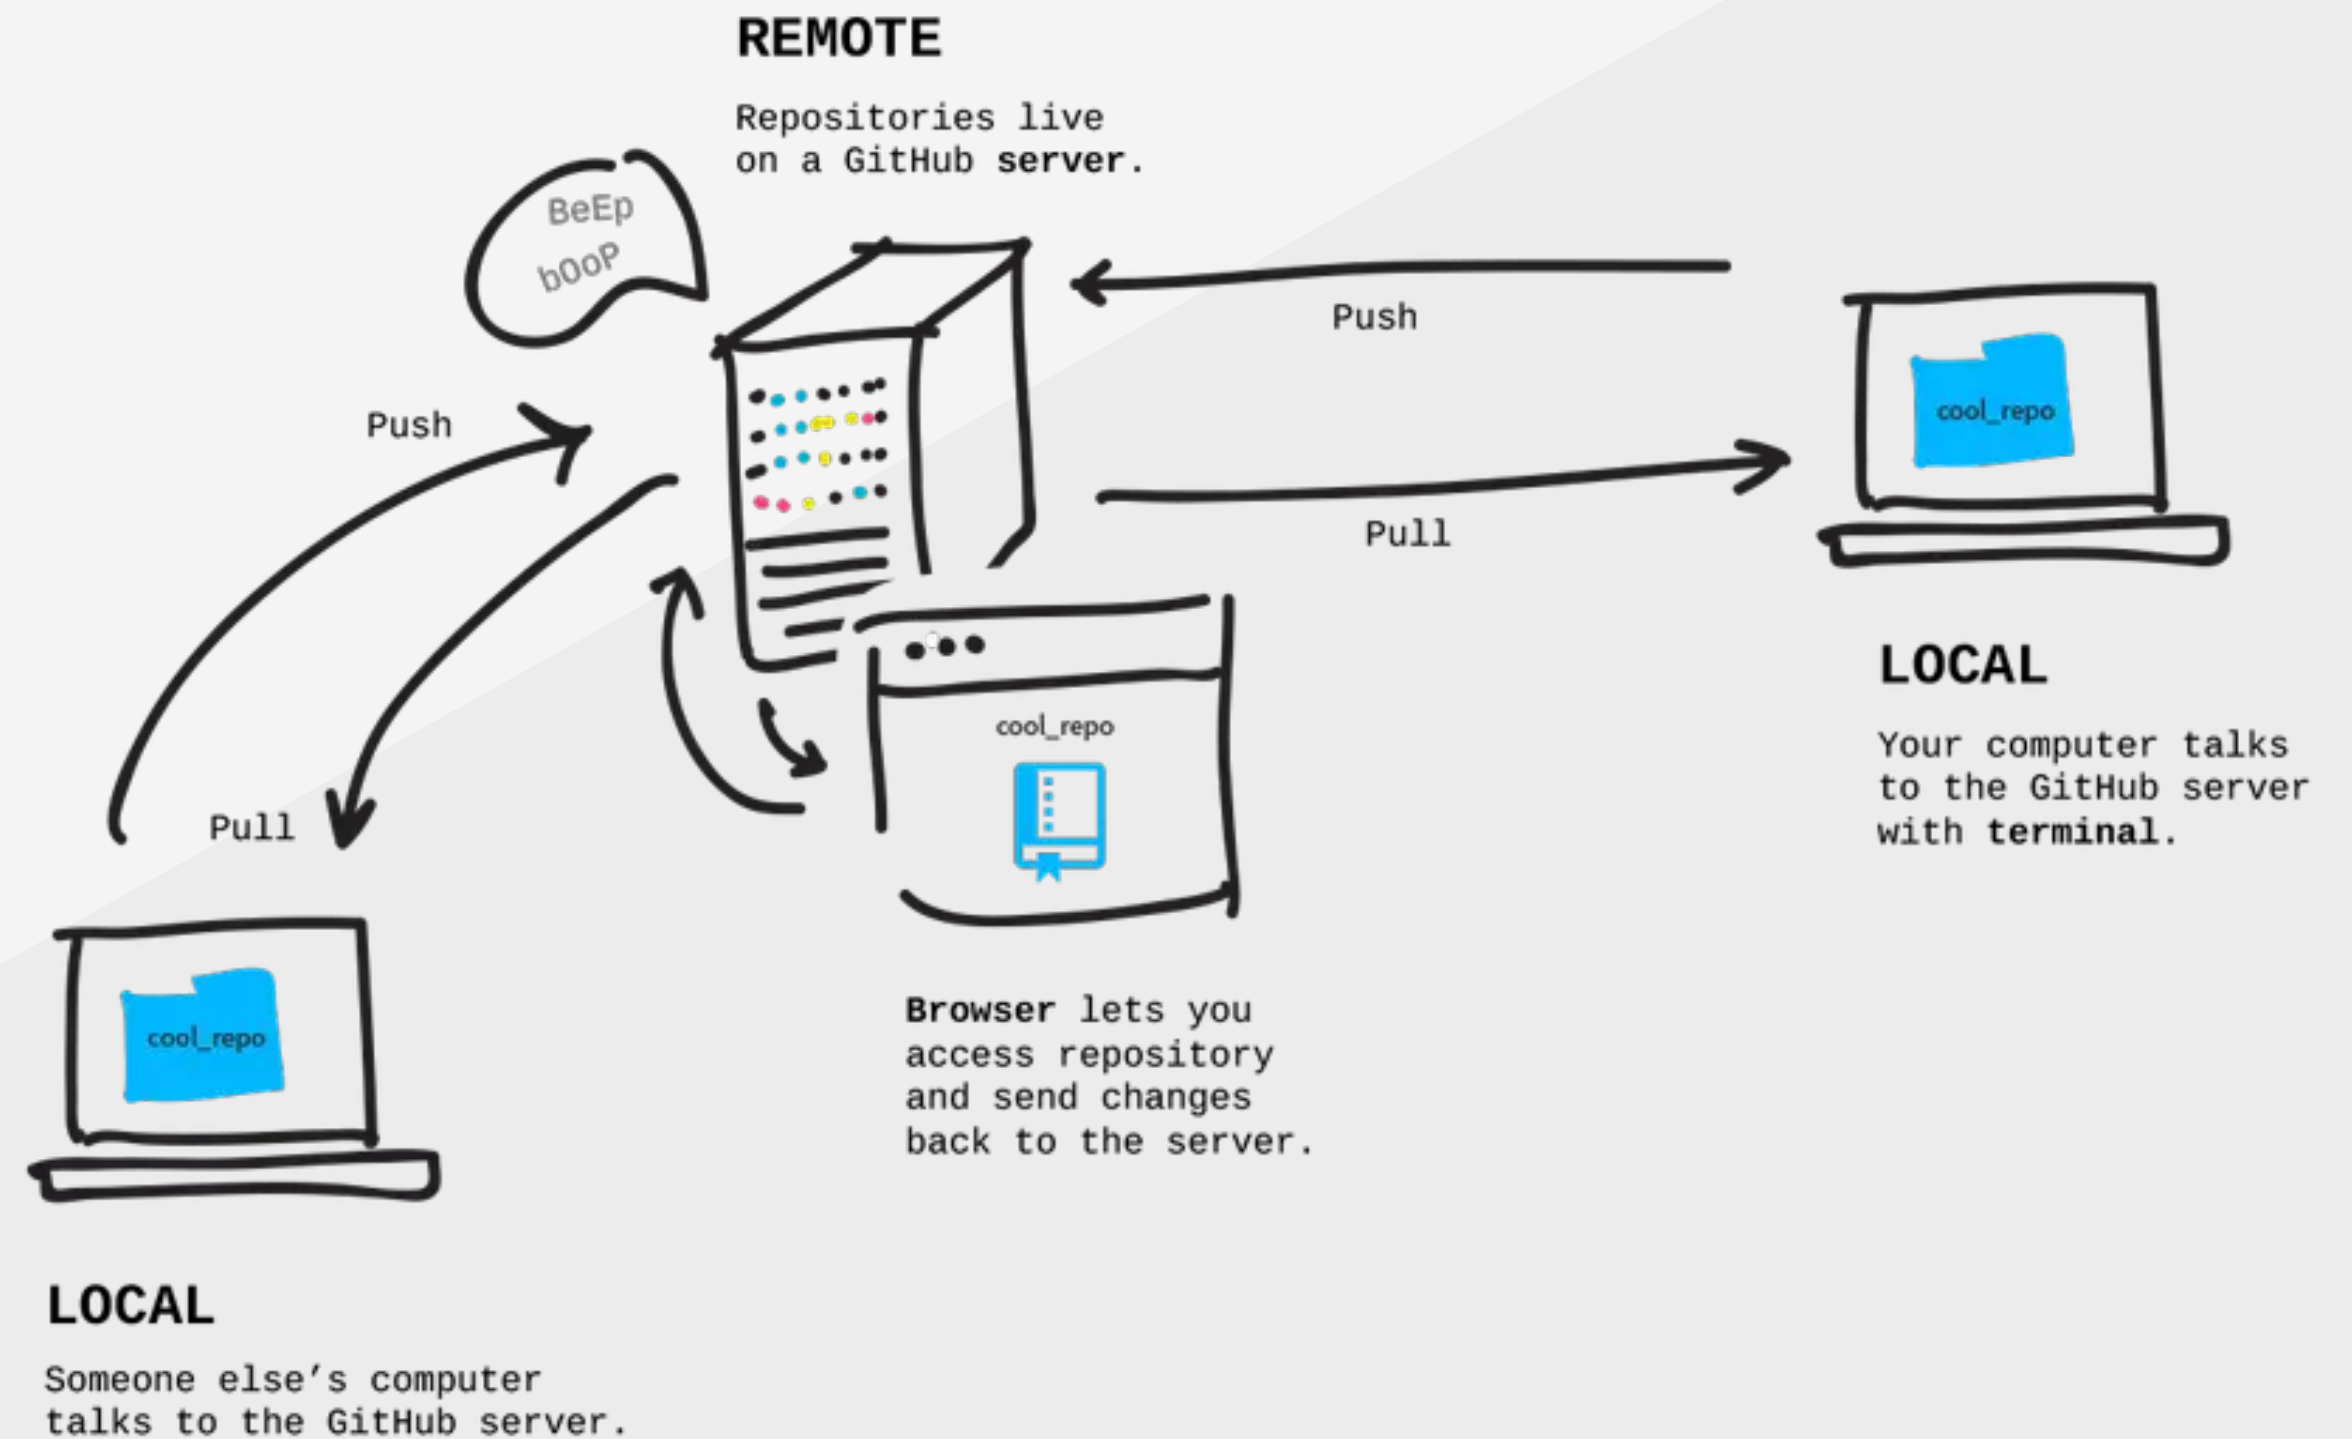 REMOTE
Repositories live
on a GitHub server.
BeEp
bOoP
Push
Pull
Push
Pull
cool_repo
LOCAL
Your computer talks
to the GitHub server
with terminal.
cool_repo
Browser lets you
access repository
and send changes
back to the server.
cool_repo
LOCAL
Someone else’s computer
talks to the GitHub server.